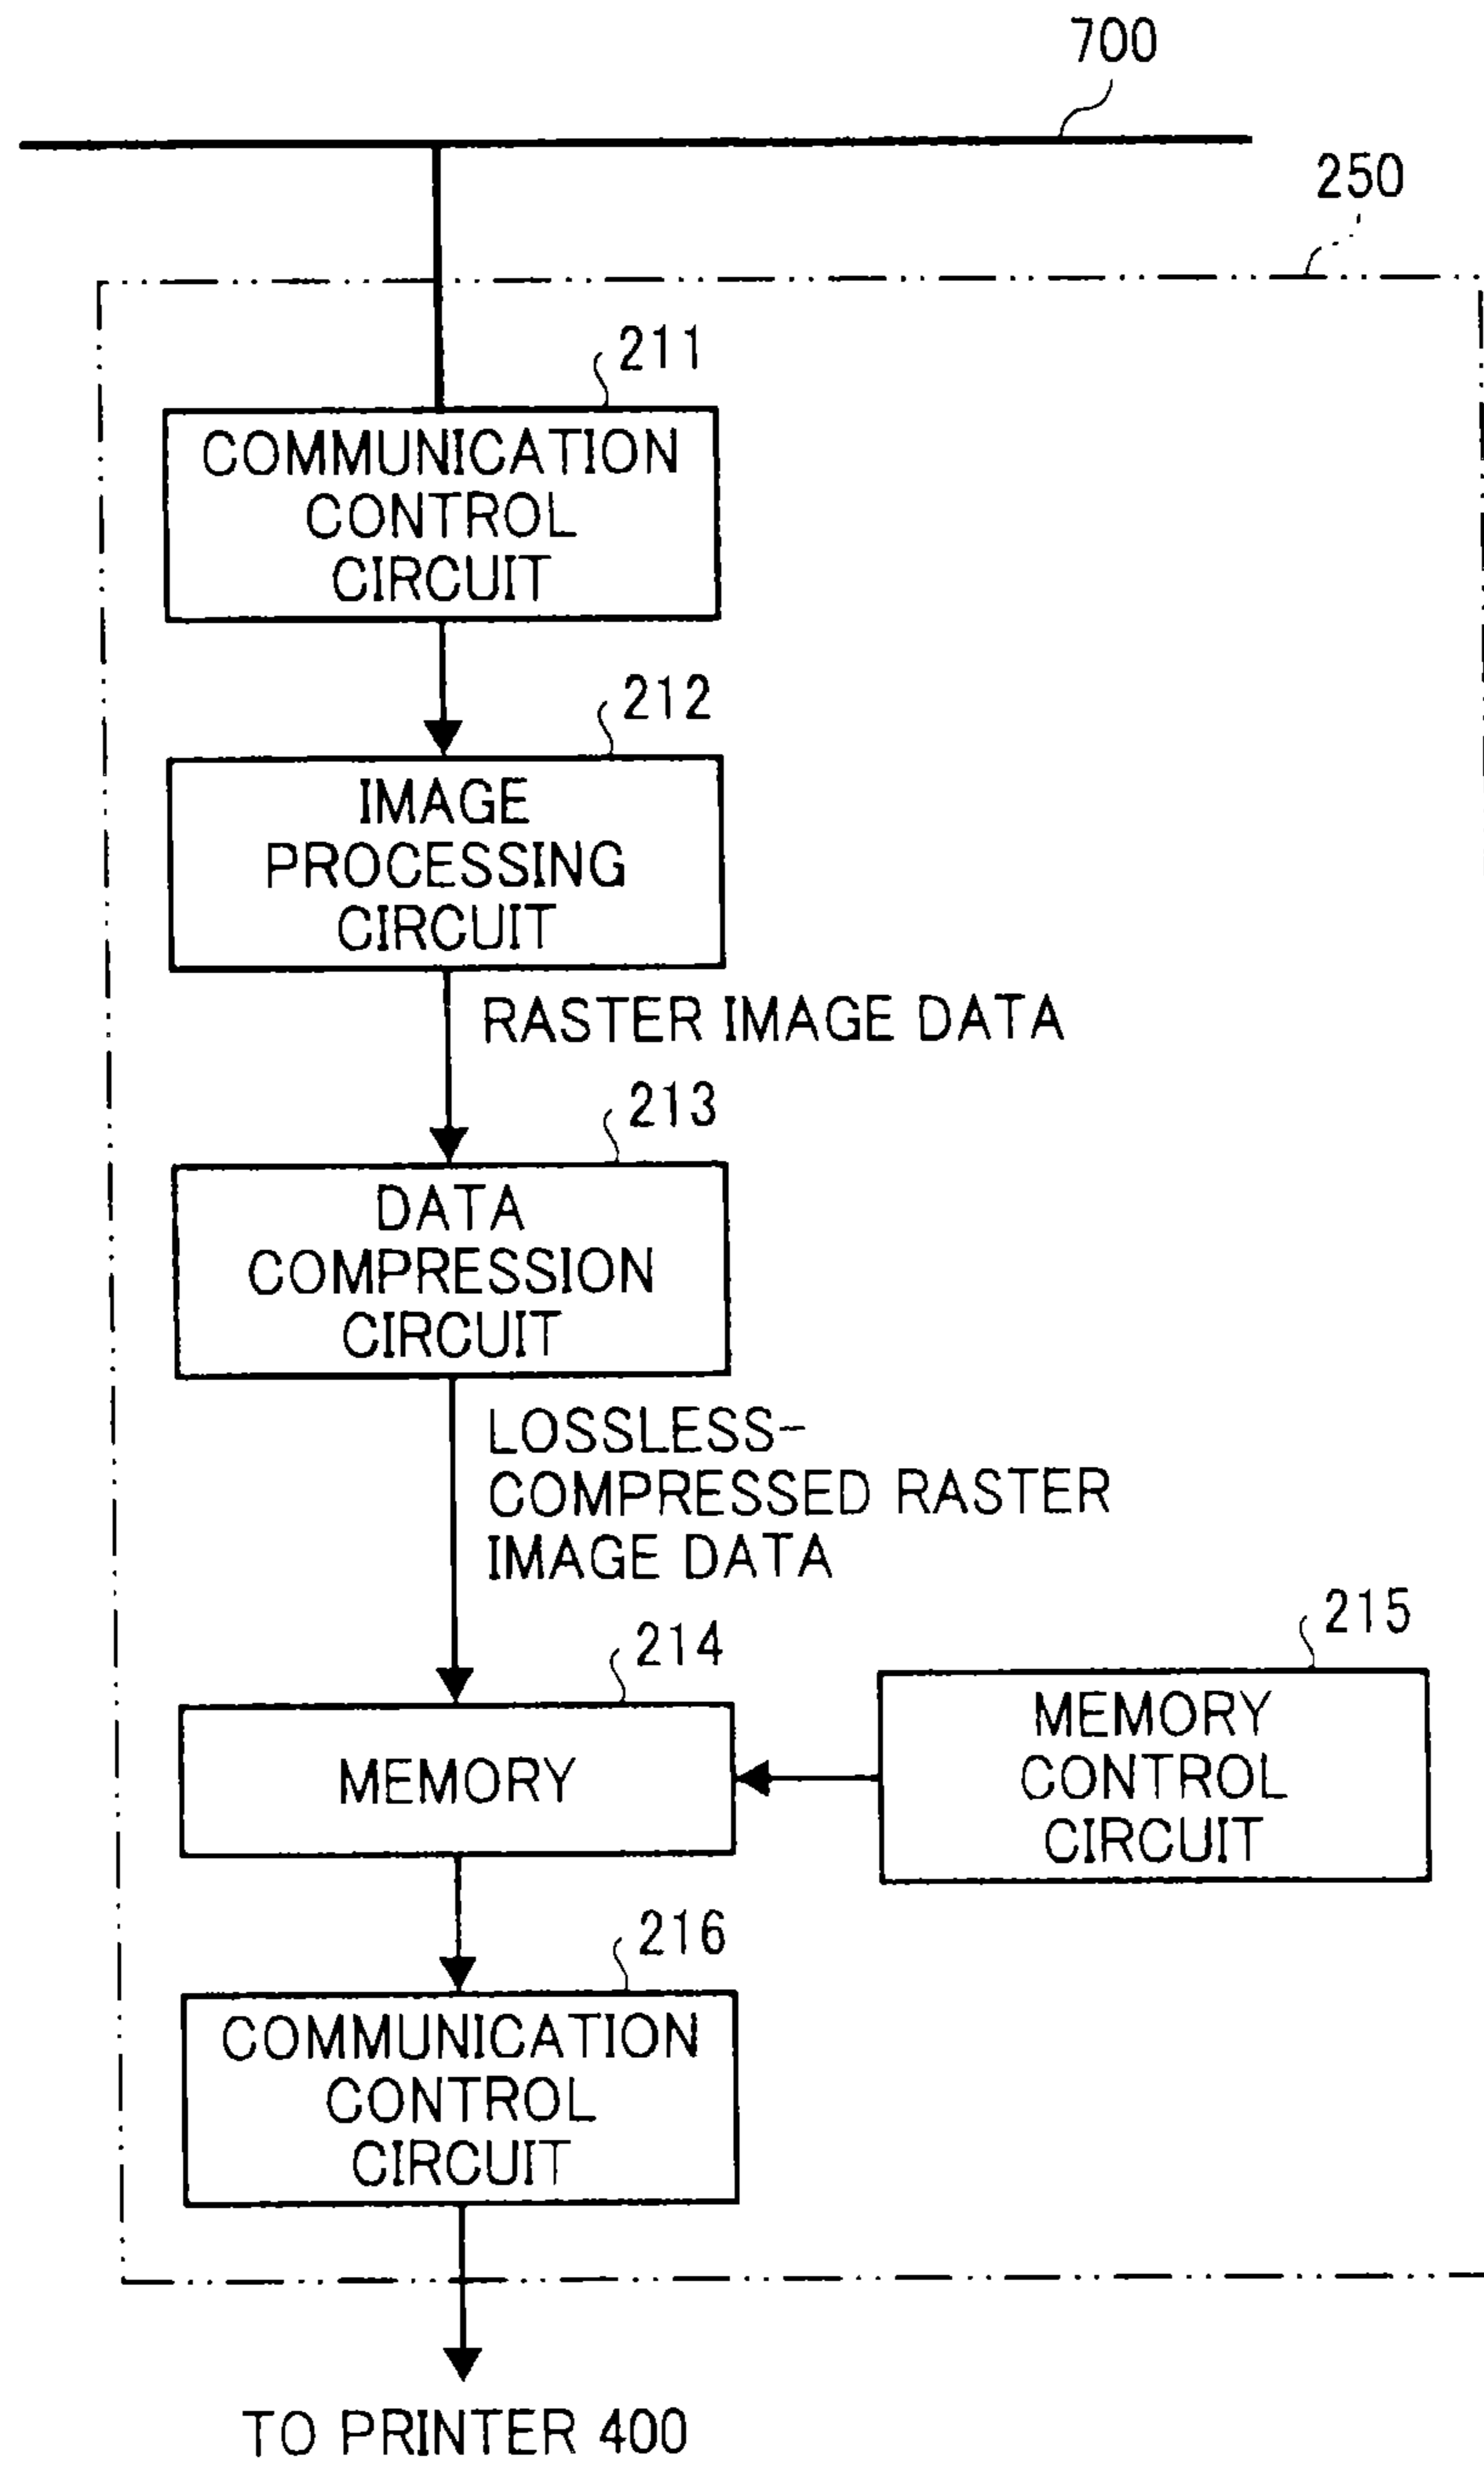 700
250
211
COMMUNICATION
CONTROL
CIRCUIT
212
IMAGE
PROCESSING
CIRCUIT
RASTER IMAGE DATA
213
DATA
COMPRESSION
CIRCUIT
LOSSLESS-
COMPRESSED RASTER
IMAGE DATA
214
MEMORY
215
MEMORY
CONTROL
CIRCUIT
216
COMMUNICATION
CONTROL
CIRCUIT
TO PRINTER 400